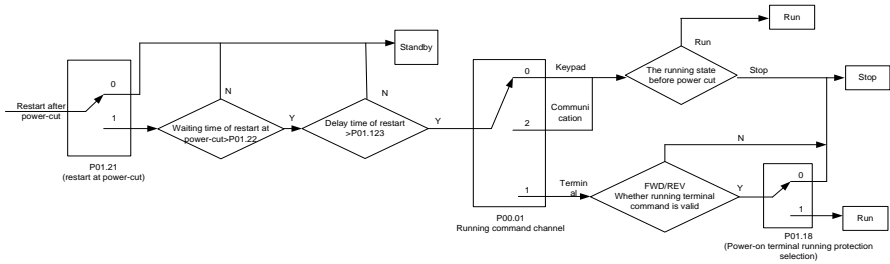 Run
Run
Standby
0
N
N
Restart after
power-cut
1
Waiting time of restart at
power-cut>P01.22
Y
Delay time of restart
>P01.123
Y
P01.21
(restart at power-cut)
0
Keypad
The running state
before power cut
Stop
Stop
Communi
cation
2
N
1
Termin
al
FWD/REV
Whether running terminal
command is valid
Y
0
1
Run
P00.01
Running command channel
P01.18
(Power-on terminal running protection
selection)